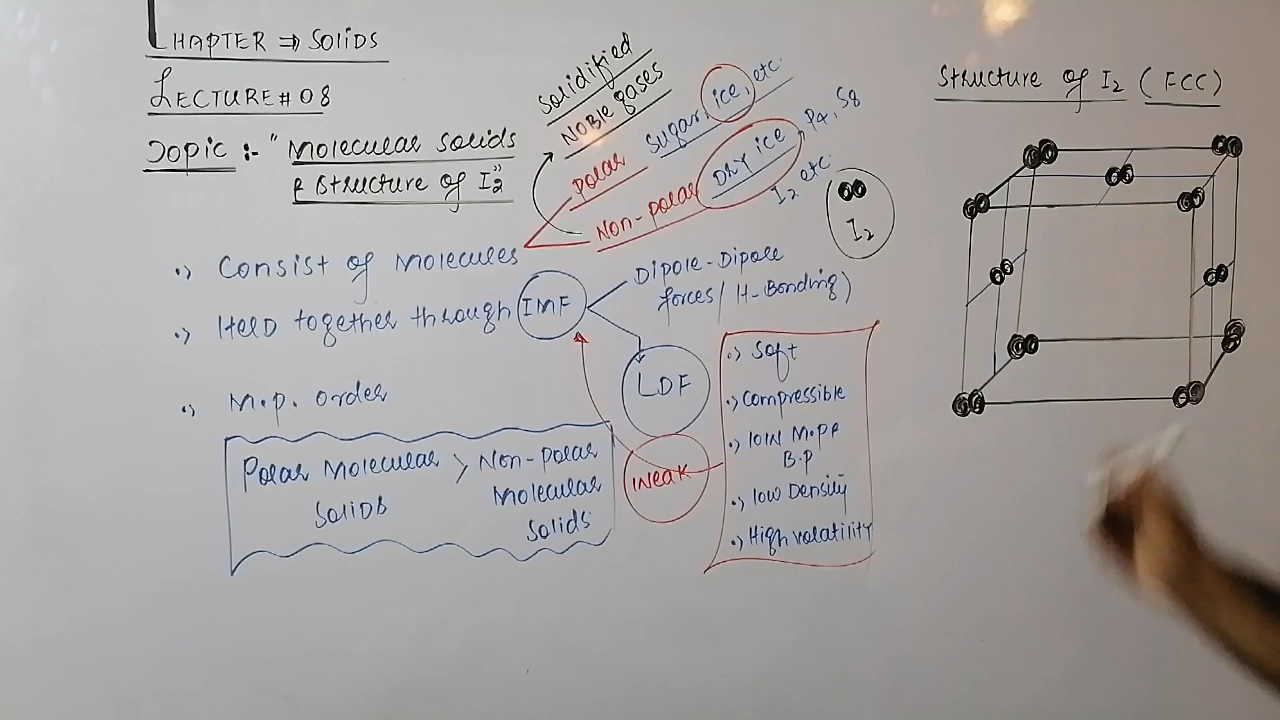 CHAPTER ⇒ SOLIDS
LECTURE# 08
Topic :- " Molecular solids
& Structure of I2"
Solidified
Noble gases
Polar Sugar, ice, etc.
Non-polar Dry ice, P4, S8
I2 etc.
I2
·) Consist of Molecules
·) Held together through IMF
Dipole-Dipole
forces/ H-Bonding)
LDF
Weak
·) M.p. order
Polar Molecular > Non-polar
Solids Molecular
Solids
·) Soft
·) Compressible
·) low M.P &
B.P
·) low Density
·) High volatility
Structure of I2 (FCC)